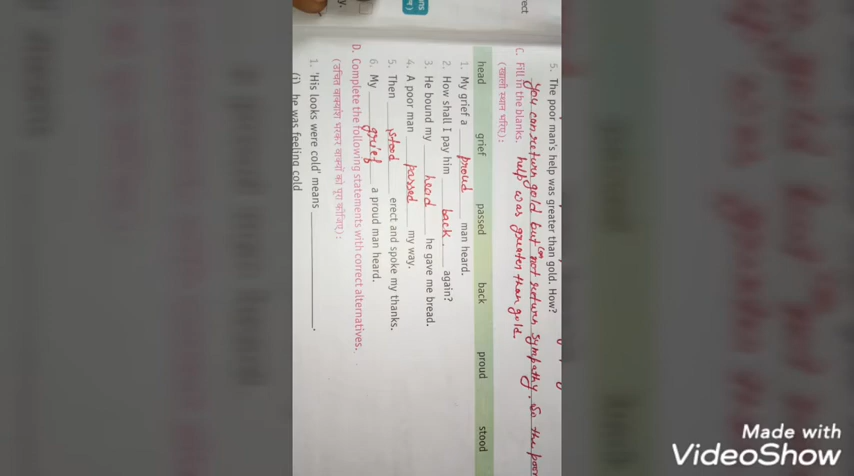 rect
5. The poor man's help was greater than gold. How?
You can return gold but can not return sympathy. So the poor
help was greater than gold.
C. Fill in the blanks.
(खाली स्थान भरिए) :
head grief passed back proud stood
1. My grief a proud man heard.
2. How shall I pay him back. again?
3. He bound my head he gave me bread.
4. A poor man passed my way.
5. Then stood erect and spoke my thanks.
6. My grief a proud man heard.
D. Complete the following statements with correct alternatives.
(उचित वाक्यांश भरकर वाक्यों को पूरा कीजिए) :
1. 'His looks were cold' means ______.
(i) he was feeling cold
ns
y.
Made with
VideoShow